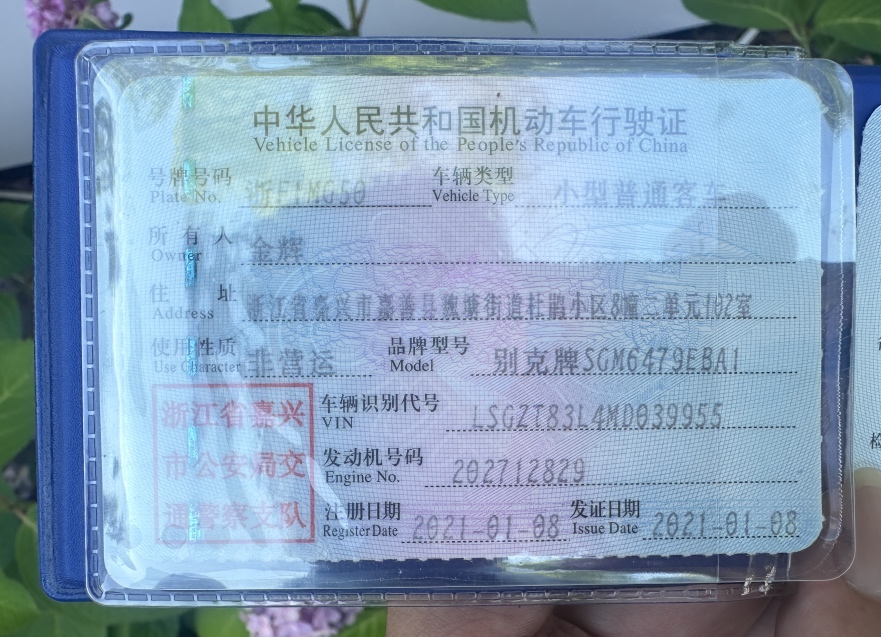 中华人民共和国机动车行驶证
Vehicle License of the People's Republic of China
号牌号码 浙F1MG50 车辆类型 小型普通客车
Plate No. Vehicle Type
所有人 金辉
Owner
住址 浙江省嘉兴市嘉善县魏塘街道杜鹃小区8幢二单元102室
Address
使用性质 非营运 品牌型号 别克牌SGM6479EBA1
Use Character Model
浙江省嘉兴
市公安局交
通警察支队
车辆识别代号 LSGZT83L4MD039955
VIN
发动机号码 202712829
Engine No.
注册日期 2021-01-08 发证日期 2021-01-08
Register Date Issue Date